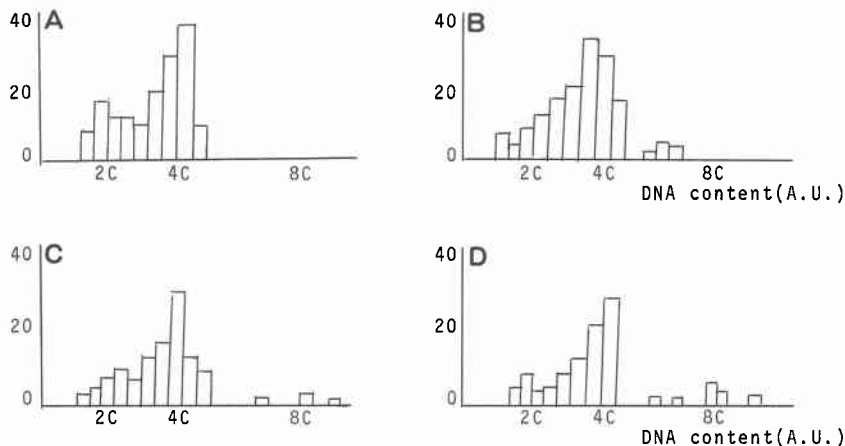 40 A
20
0
2C 4C 8C
40 B
20
0
2C 4C 8C
DNA content(A.U.)
40 C
20
0
2C 4C 8C
40 D
20
0
2C 4C 8C
DNA content(A.U.)